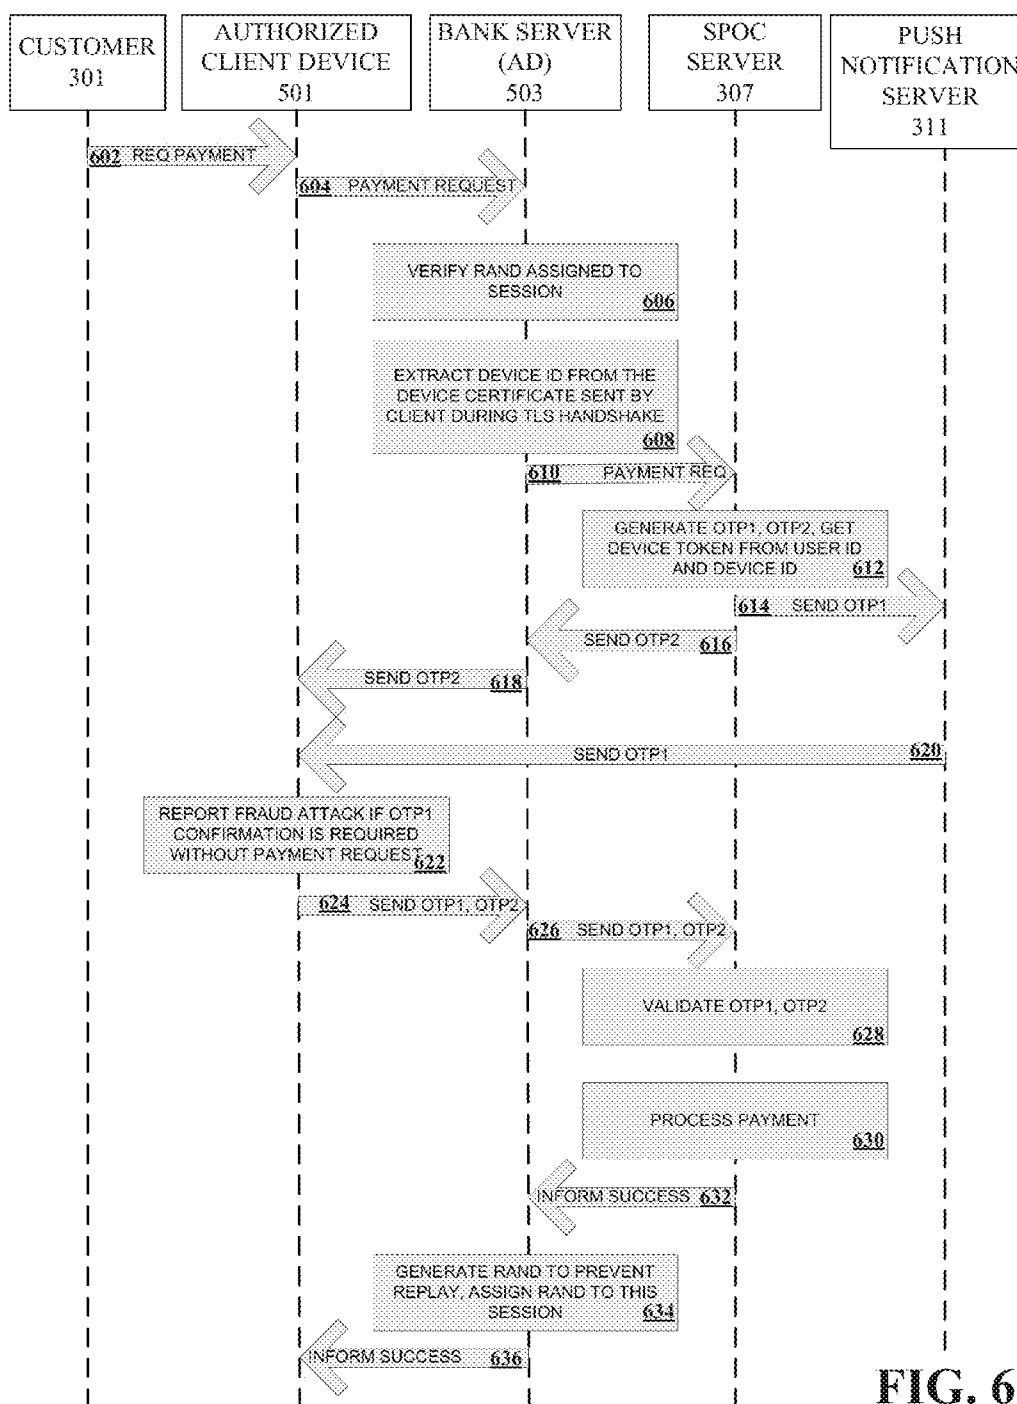 CUSTOMER
301
AUTHORIZED
CLIENT DEVICE
501
BANK SERVER
(AD)
503
SPOC
SERVER
307
PUSH
NOTIFICATION
SERVER
311
602 REQ PAYMENT
604 PAYMENT REQUEST
VERIFY RAND ASSIGNED TO
SESSION
606
EXTRACT DEVICE ID FROM THE
DEVICE CERTIFICATE SENT BY
CLIENT DURING TLS HANDSHAKE
608
610 PAYMENT REQ
GENERATE OTP1, OTP2, GET
DEVICE TOKEN FROM USER ID
AND DEVICE ID
612
614 SEND OTP1
SEND OTP2 616
SEND OTP2 618
SEND OTP1 620
REPORT FRAUD ATTACK IF OTP1
CONFIRMATION IS REQUIRED
WITHOUT PAYMENT REQUEST
622
624 SEND OTP1, OTP2
626 SEND OTP1, OTP2
VALIDATE OTP1, OTP2
628
PROCESS PAYMENT
630
INFORM SUCCESS 632
GENERATE RAND TO PREVENT
REPLAY, ASSIGN RAND TO THIS
SESSION
634
INFORM SUCCESS 636
FIG. 6